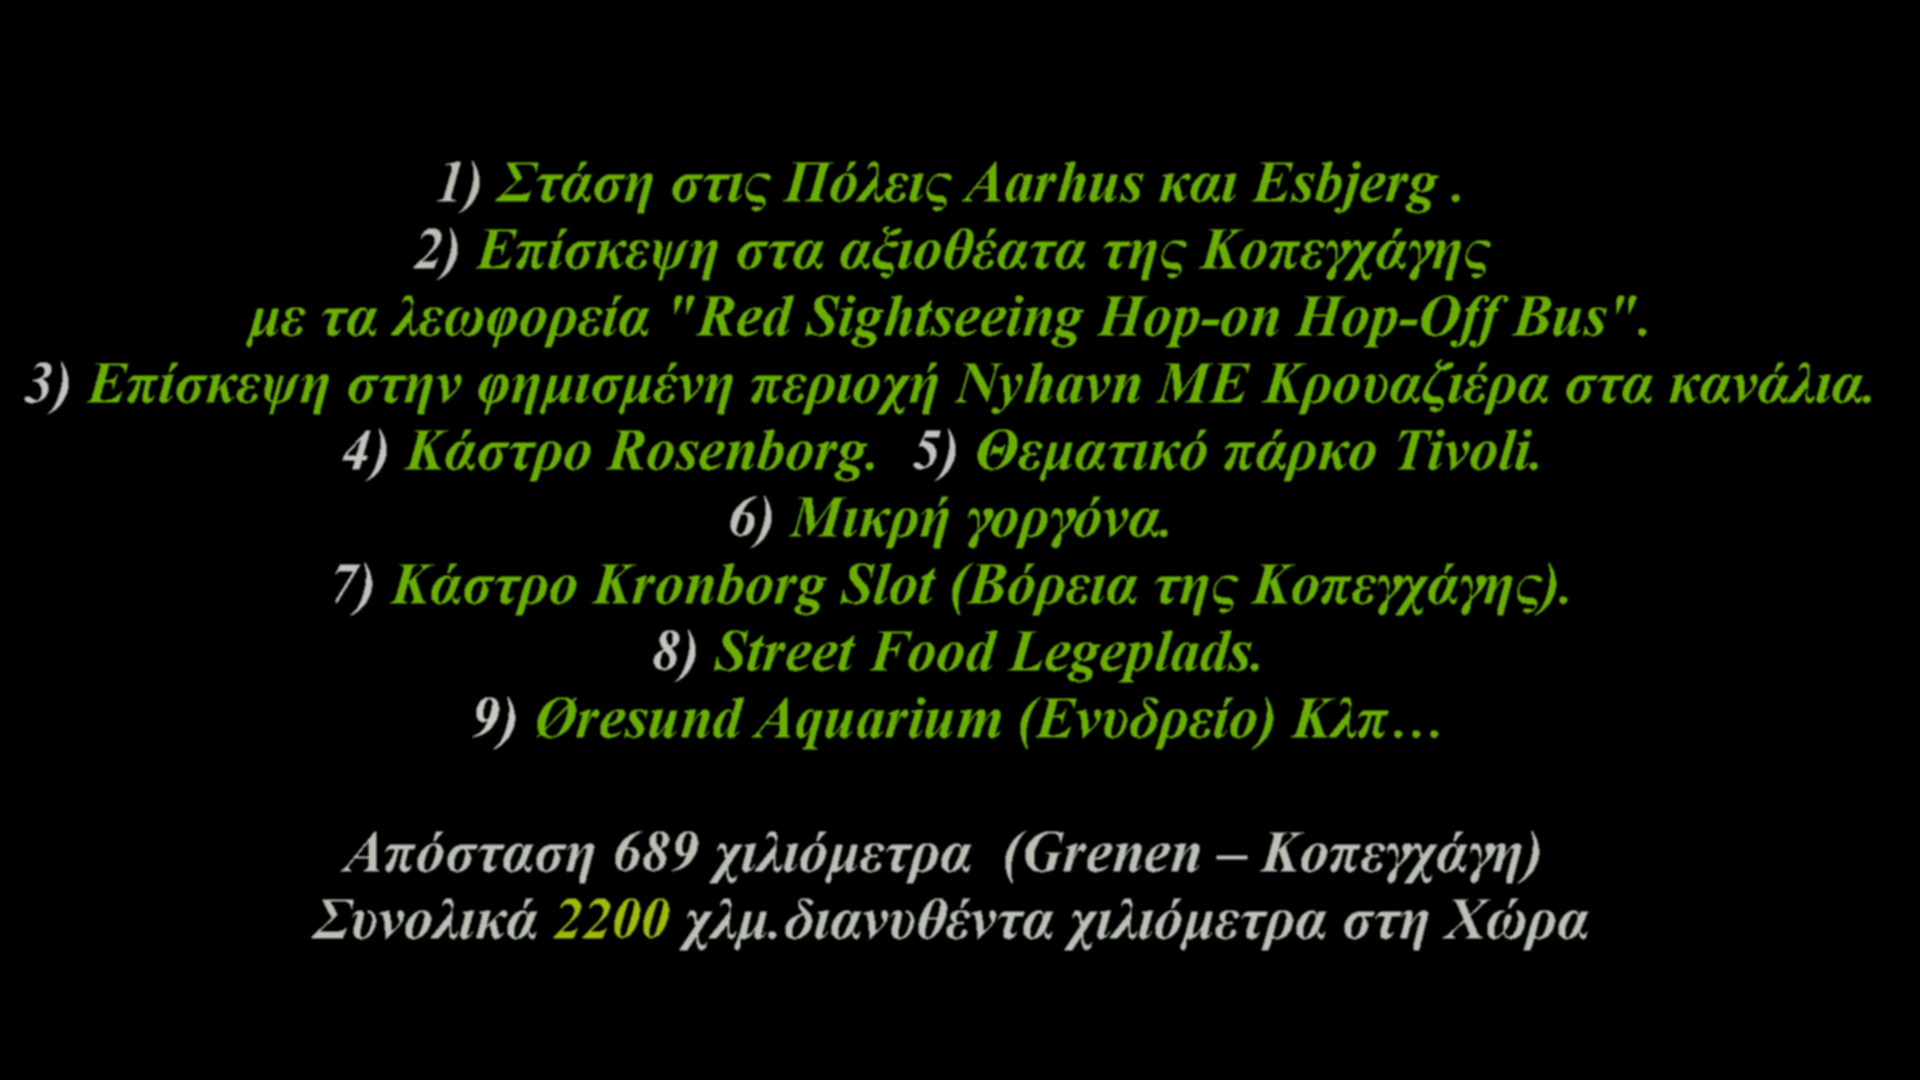 1) Στάση στις Πόλεις Aarhus και Esbjerg .
2) Επίσκεψη στα αξιοθέατα της Κοπεγχάγης
με τα λεωφορεία "Red Sightseeing Hop-on Hop-Off Bus".
3) Επίσκεψη στην φημισμένη περιοχή Nyhavn ΜΕ Κρουαζιέρα στα κανάλια.
4) Κάστρο Rosenborg. 5) Θεματικό πάρκο Tivoli.
6) Μικρή γοργόνα.
7) Κάστρο Kronborg Slot (Βόρεια της Κοπεγχάγης).
8) Street Food Legeplads.
9) Øresund Aquarium (Ενυδρείο) Κλπ…
Απόσταση 689 χιλιόμετρα (Grenen – Κοπεγχάγη)
Συνολικά 2200 χλμ.διανυθέντα χιλιόμετρα στη Χώρα